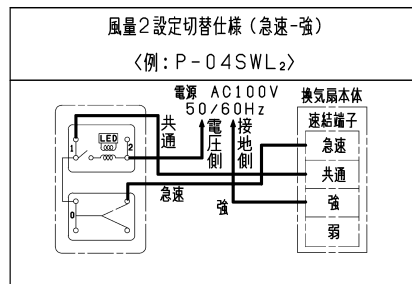 風量2設定切替仕様(急速-強)
〈例:P-04SWL₂〉
電源 AC100V
50/60Hz
換気扇本体
速結端子
共通
電圧側
接地側
LED
1
2
急速
共通
急速
強
強
0
弱